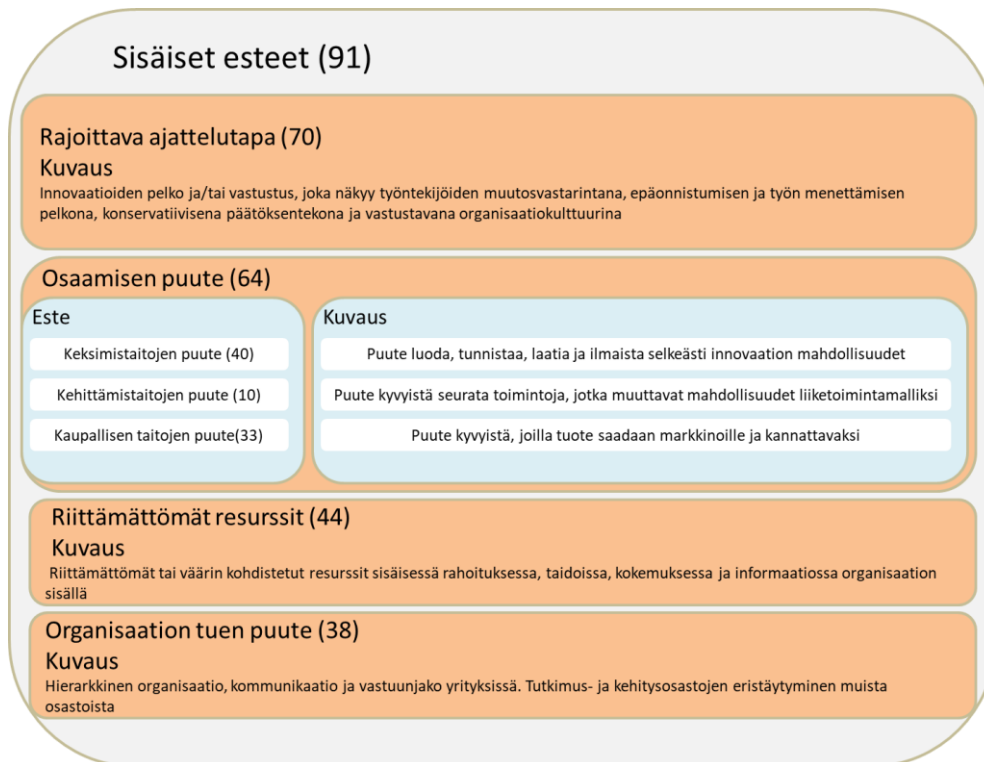 Sisäiset esteet (91)
Rajoittava ajattelutapa (70)
Kuvaus
Innovaatioiden pelko ja/tai vastustus, joka näkyy työntekijöiden muutosvastarintana, epäonnistumisen ja työn menettämisen
pelkona, konservatiivisena päätöksentekona ja vastustavana organisaatiokulttuurina
Osaamisen puute (64)
Este
Keksimistaitojen puute (40)
Kehittämistaitojen puute (10)
Kaupallisen taitojen puute(33)
Kuvaus
Puute luoda, tunnistaa, laatia ja ilmaista selkeästi innovaation mahdollisuudet
Puute kyvyistä seurata toimintoja, jotka muuttavat mahdollisuudet liiketoimintamalliksi
Puute kyvyistä, joilla tuote saadaan markkinoille ja kannattavaksi
Riittämättömät resurssit (44)
Kuvaus
Riittämättömät tai väärin kohdistetut resurssit sisäisessä rahoituksessa, taidoissa, kokemuksessa ja informaatiossa organisaation
sisällä
Organisaation tuen puute (38)
Kuvaus
Hierarkkinen organisaatio, kommunikaatio ja vastuunjako yrityksissä. Tutkimus- ja kehitysosastojen eristäytyminen muista
osastoista